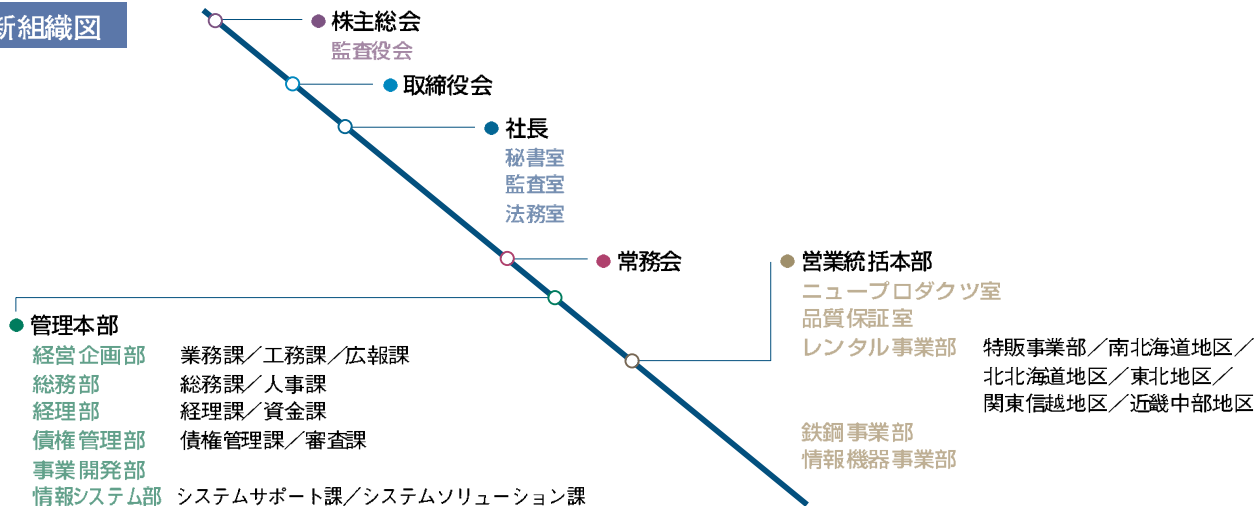 新組織図
株主総会
監査役会
取締役会
社長
秘書室
監査室
法務室
常務会
営業統括本部
ニュープロダクツ室
品質保証室
レンタル事業部 特販事業部／南北海道地区／
北北海道地区／東北地区／
関東信越地区／近畿中部地区
鉄鋼事業部
情報機器事業部
管理本部
経営企画部 業務課／工務課／広報課
総務部 総務課／人事課
経理部 経理課／資金課
債権管理部 債権管理課／審査課
事業開発部
情報システム部 システムサポート課／システムソリューション課